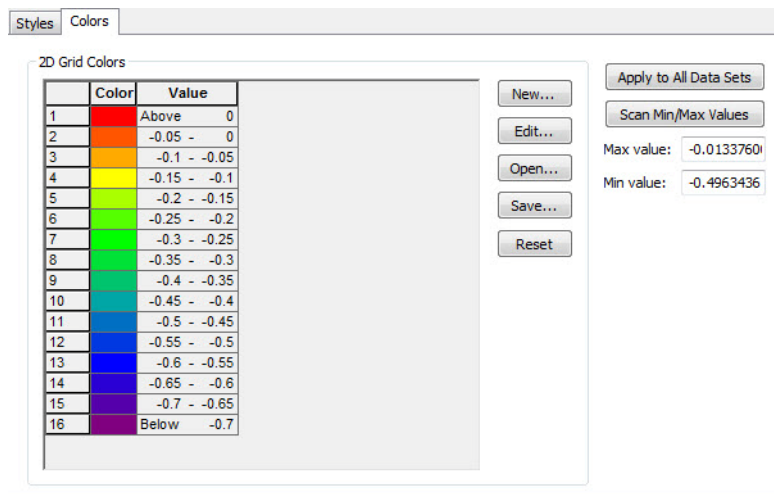 Styles Colors
2D Grid Colors
Color Value
1 Above 0
2 -0.05 - 0
3 -0.1 - -0.05
4 -0.15 - -0.1
5 -0.2 - -0.15
6 -0.25 - -0.2
7 -0.3 - -0.25
8 -0.35 - -0.3
9 -0.4 - -0.35
10 -0.45 - -0.4
11 -0.5 - -0.45
12 -0.55 - -0.5
13 -0.6 - -0.55
14 -0.65 - -0.6
15 -0.7 - -0.65
16 Below -0.7
New...
Edit...
Open...
Save...
Reset
Apply to All Data Sets
Scan Min/Max Values
Max value: -0.0133760
Min value: -0.4963436